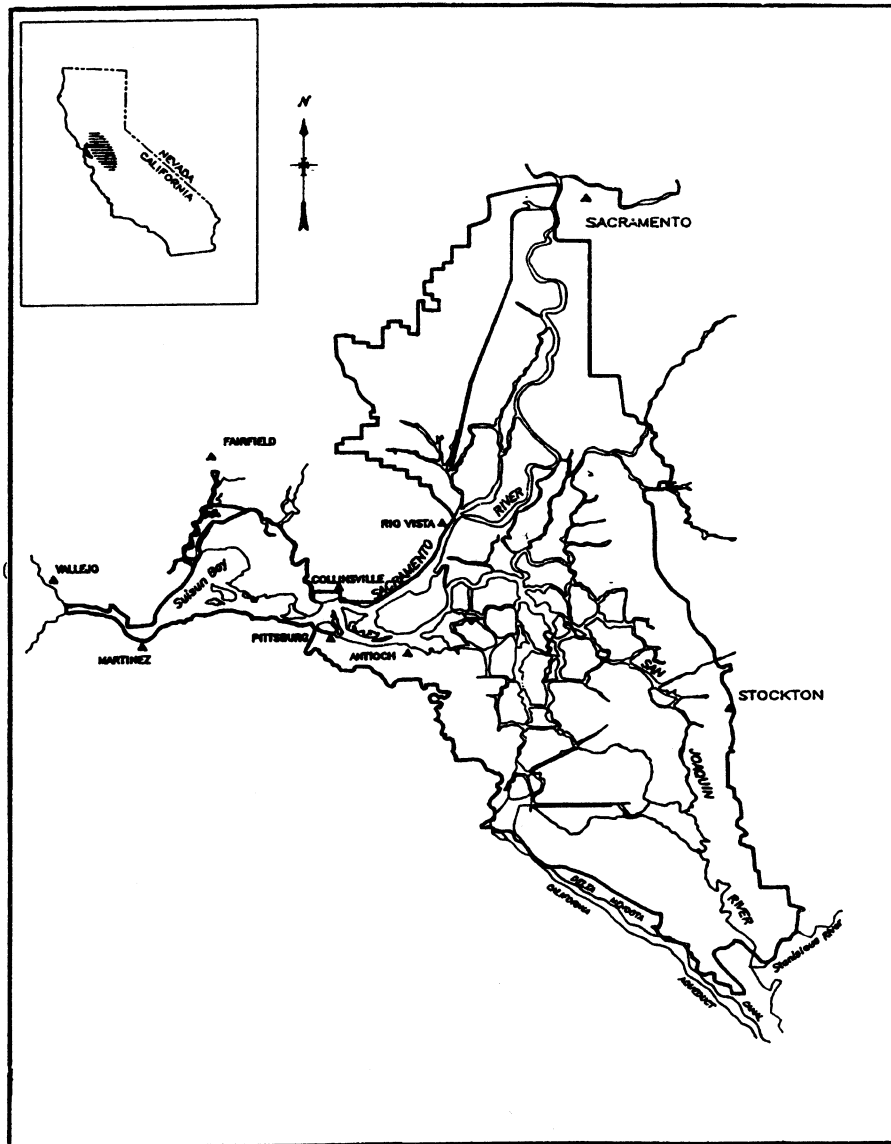 NEVADA
CALIFORNIA
N
SACRAMENTO
FAIRFIELD
RIO VISTA
SACRAMENTO
RIVER
VALLEJO
Suisun Bay
COLLINSVILLE
MARTINEZ
PITTSBURG
ANTIOCH
SAN
STOCKTON
JOAQUIN
RIVER
Stanislaus River
DELTA MENDOTA
CALIFORNIA
AQUEDUCT
CANAL